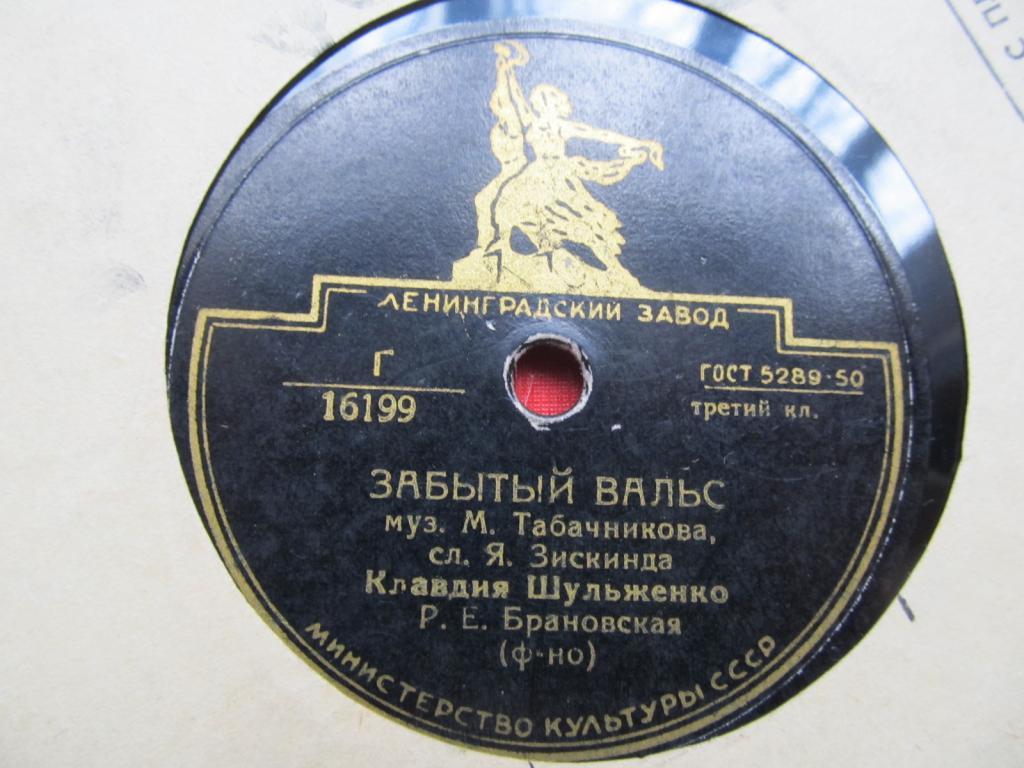 ЛЕНИНГРАДСКИЙ ЗАВОД
Г
16199
ГОСТ 5289-50
третий кл.
ЗАБЫТЫЙ ВАЛЬС
муз. М. Табачникова,
сл. Я. Зискинда
Клавдия Шульженко
Р. Е. Брановская
(ф-но)
МИНИСТЕРСТВО КУЛЬТУРЫ СССР